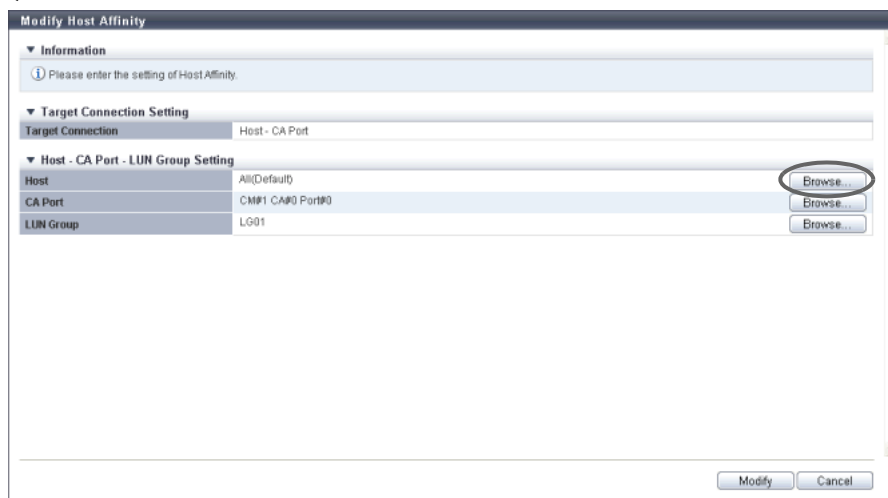 Modify Host Affinity
▼ Information
Please enter the setting of Host Affinity.
▼ Target Connection Setting
Target Connection Host - CA Port
▼ Host - CA Port - LUN Group Setting
Host All(Default) Browse...
CA Port CM#1 CA#0 Port#0 Browse...
LUN Group LG01 Browse...
Modify Cancel